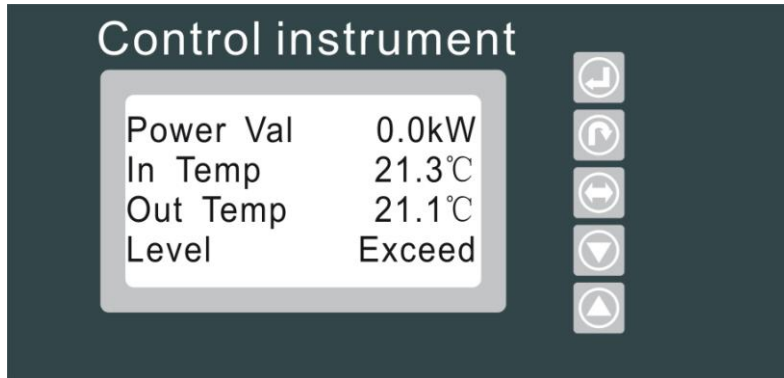 Control instrument
Power Val 0.0kW
In Temp 21.3℃
Out Temp 21.1℃
Level Exceed